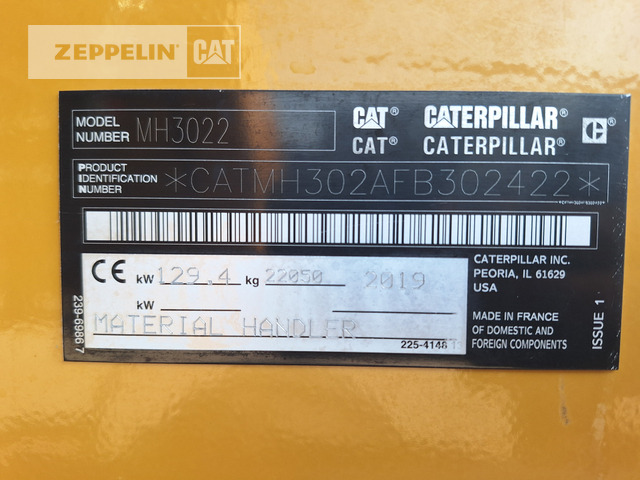 ZEPPELIN CAT
MODEL NUMBER MH3022
CAT® CATERPILLAR®
CAT® CATERPILLAR®
PRODUCT IDENTIFICATION NUMBER *CATMH302AFB302422*
CE kW 129.4 kg 22050 2019
kW
MATERIAL HANDLER
225-4148
239-6986 7
CATERPILLAR INC.
PEORIA, IL 61629
USA
MADE IN FRANCE
OF DOMESTIC AND
FOREIGN COMPONENTS
ISSUE 1